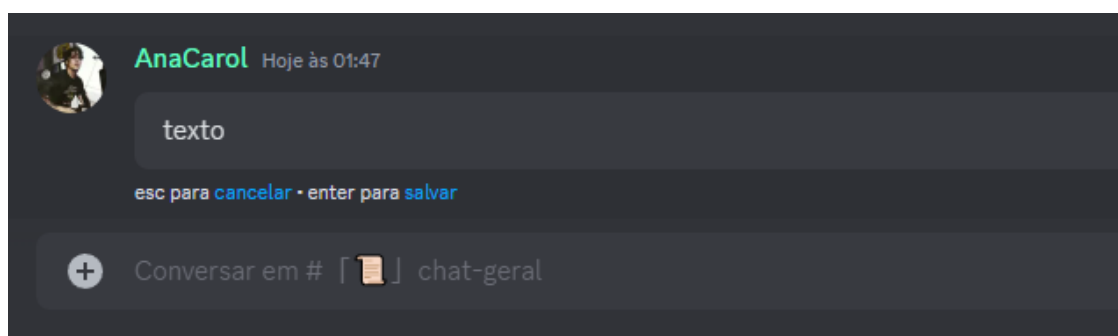 AnaCarol Hoje às 01:47
texto
esc para cancelar • enter para salvar
Conversar em # ⌈📜⌋ chat-geral